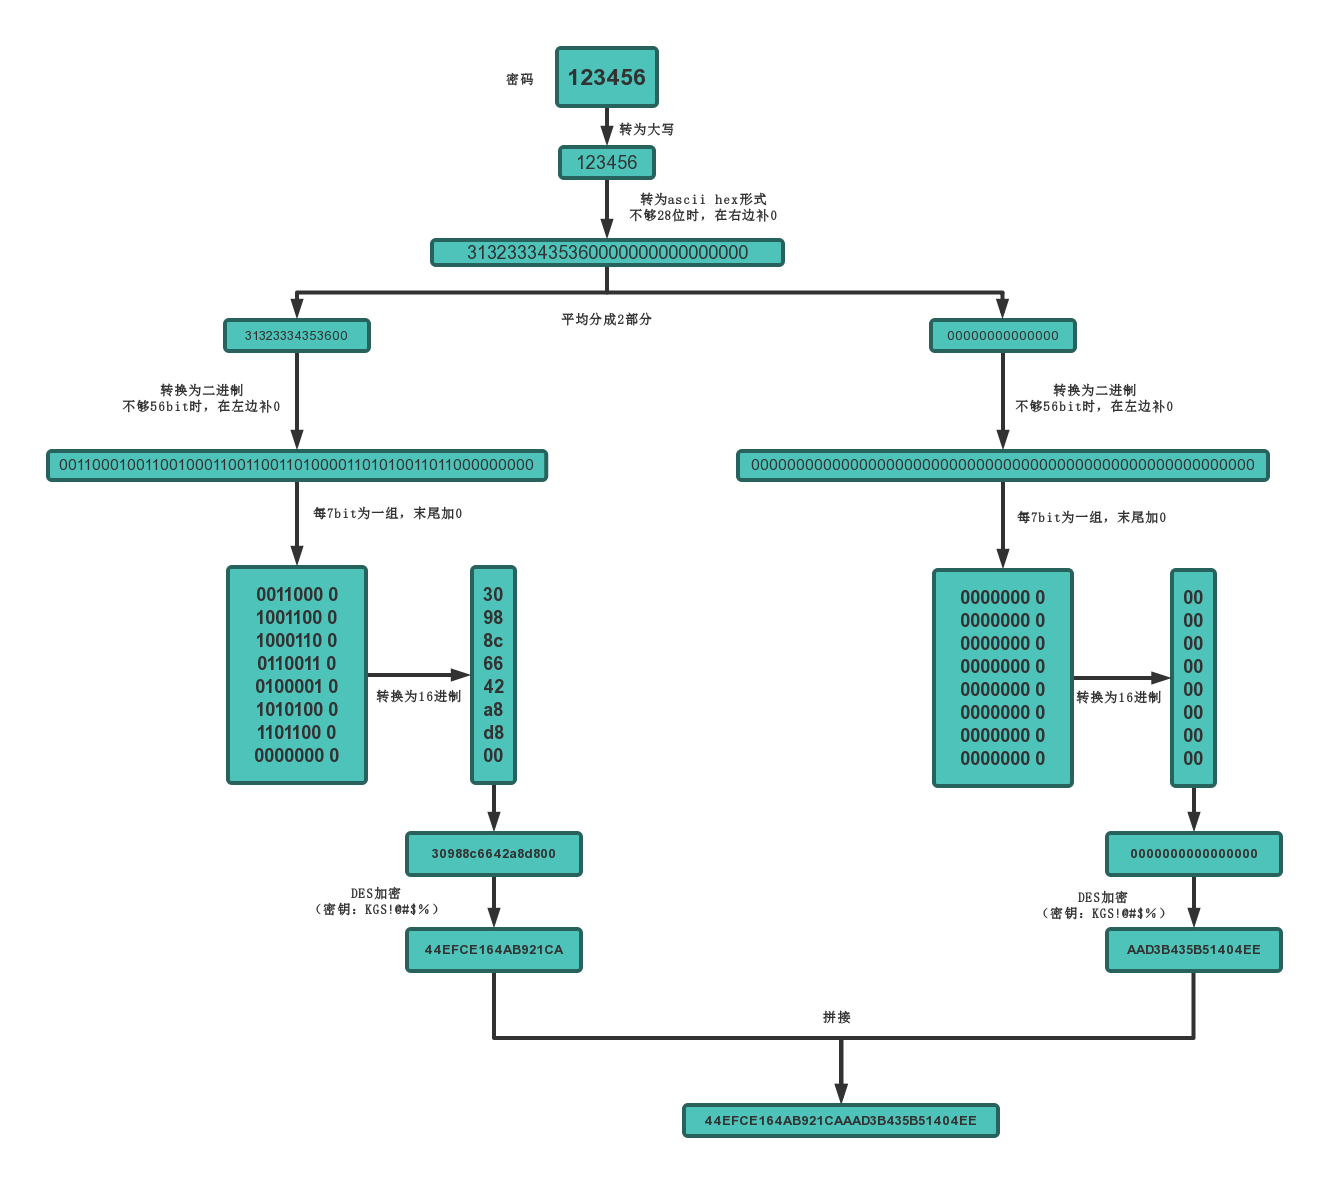 密码
123456
转为大写
123456
转为ascii hex形式
不够28位时，在右边补0
3132333435360000000000000000
平均分成2部分
31323334353600
00000000000000
转换为二进制
不够56bit时，在左边补0
转换为二进制
不够56bit时，在左边补0
00110001001100100011001100110100001101010011011000000000
00000000000000000000000000000000000000000000000000000000
每7bit为一组，末尾加0
每7bit为一组，末尾加0
0011000 0
1001100 0
1000110 0
0110011 0
0100001 0
1010100 0
1101100 0
0000000 0
转换为16进制
30
98
8c
66
42
a8
d8
00
0000000 0
0000000 0
0000000 0
0000000 0
0000000 0
0000000 0
0000000 0
0000000 0
转换为16进制
00
00
00
00
00
00
00
00
30988c6642a8d800
0000000000000000
DES加密
（密钥：KGS!@#$%）
DES加密
（密钥：KGS!@#$%）
44EFCE164AB921CA
AAD3B435B51404EE
拼接
44EFCE164AB921CAAAD3B435B51404EE